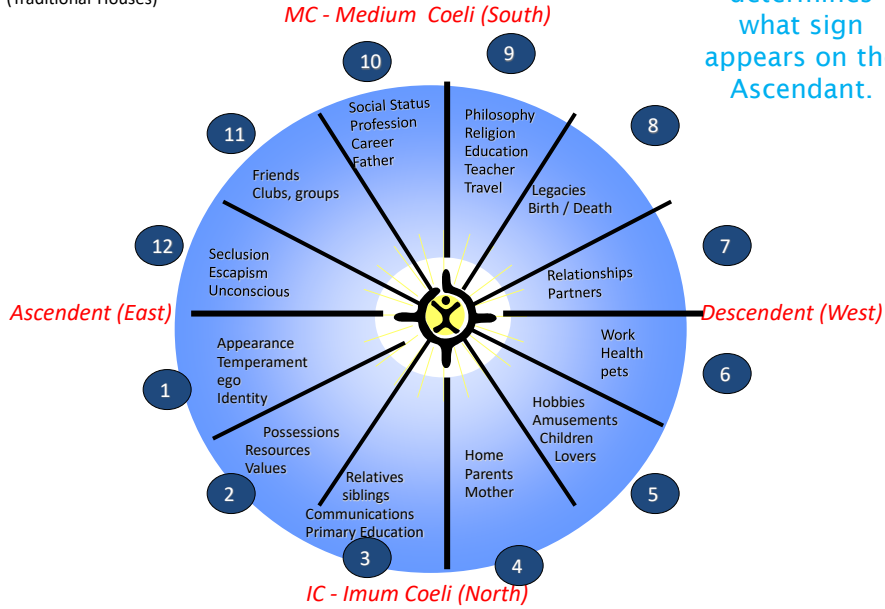 (Traditional Houses)
determines
what sign
appears on th
Ascendant.
MC - Medium  Coeli (South)
10
9
11
8
12
7
Social Status
Profession
Career
Father
Philosophy
Religion
Education
Teacher
Travel
Friends
Clubs, groups
Legacies
Birth / Death
Seclusion
Escapism
Unconscious
Relationships
Partners
Ascendent (East)
Descendent (West)
Appearance
Temperament
ego
Identity
Work
Health
pets
1
6
Possessions
Resources
Values
Hobbies
Amusements
Children
Lovers
Relatives
siblings
Communications
Primary Education
Home
Parents
Mother
2
5
3
4
IC - Imum Coeli (North)